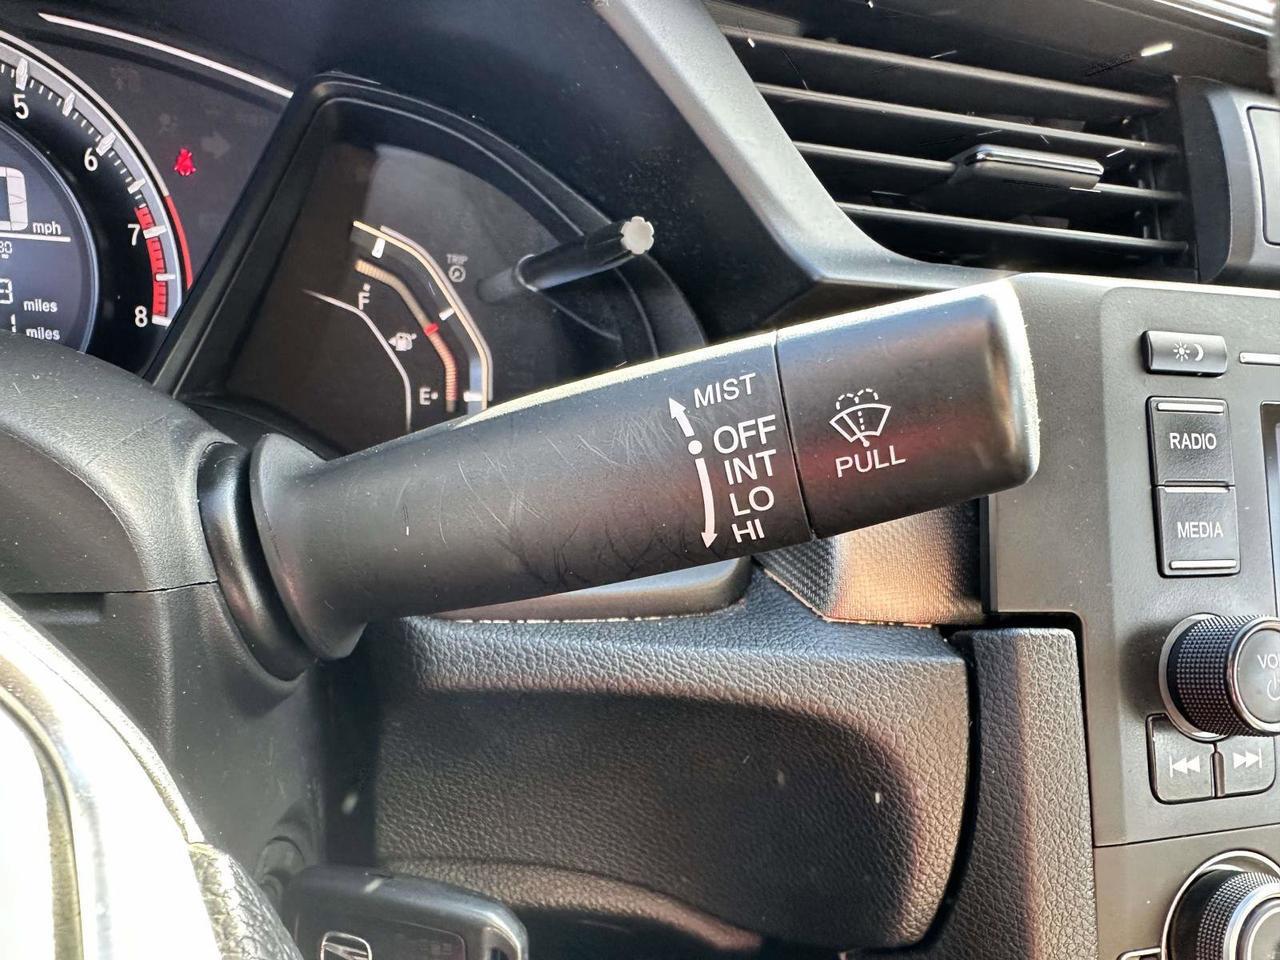 5
6
7
8
mph
miles
miles
TRIP
F
E
MIST
OFF
INT
LO
HI
PULL
RADIO
MEDIA